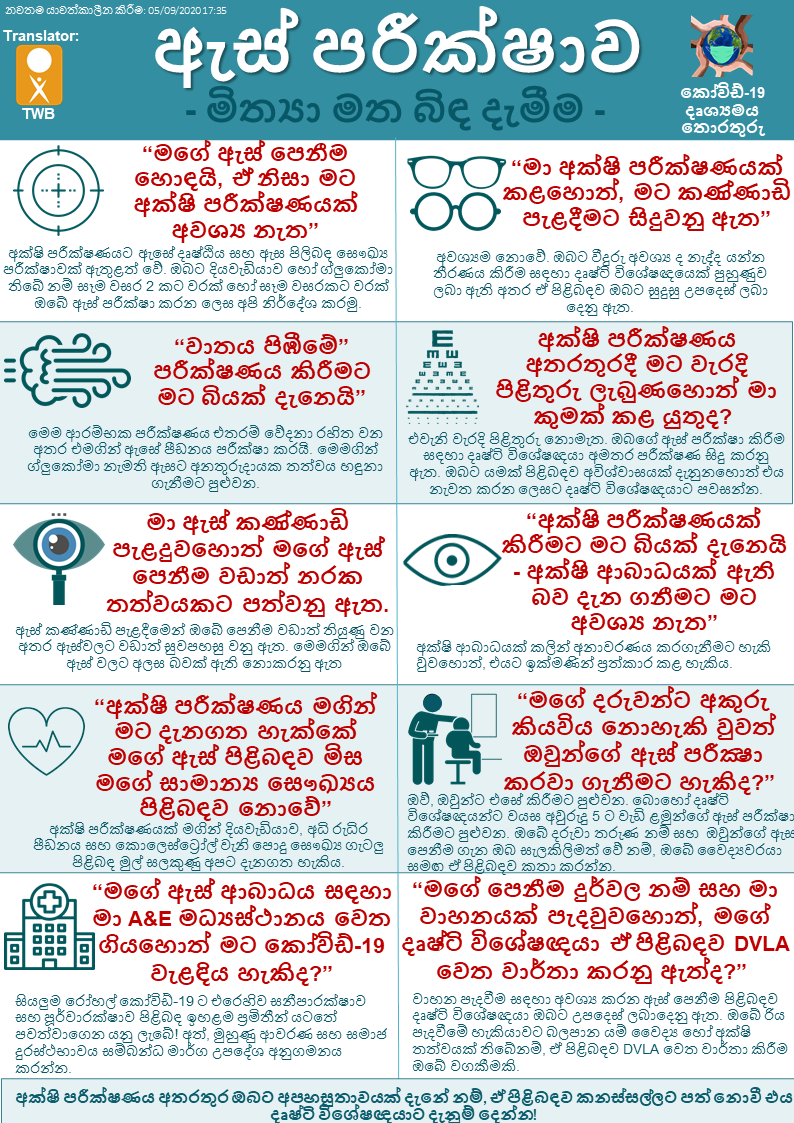 නවතම යාවත්කාලීන කිරීම: 05/09/2020 17:35
Translator:
TWB
ඇස් පරීක්ෂාව
- මිත්‍යා මත බිඳ දැමීම -
කෝවිඩ්-19
දෘශ්‍යමය
තොරතුරු
“මගේ ඇස් පෙනීම
හොඳයි, ඒ නිසා මට
අක්ෂි පරීක්ෂණයක්
අවශ්‍ය නැත”
අක්ෂි පරීක්ෂණයට ඇසේ දෘෂ්ඨිය සහ ඇස පිලිබඳ සෞඛ්‍ය
පරීක්ෂාවක් ඇතුළත් වේ. ඔබට දියවැඩියාව හෝ ග්ලුකෝමා
තිබේ නම් සෑම වසර 2 කට වරක් හෝ සෑම වසරකට වරක්
ඔබේ ඇස් පරීක්ෂා කරන ලෙස අපි නිර්දේශ කරමු.
“මා අක්ෂි පරීක්ෂණයක්
කළහොත්, මට කණ්ණාඩි
පැළදීමට සිදුවනු ඇත”
අවශ්‍යම නොවේ. ඔබට වීදුරු අවශ්‍ය ද නැද්ද යන්න
තීරණය කිරීම සඳහා දෘෂ්ටි විශේෂඥයෙක් පුහුණුව
ලබා ඇති අතර ඒ පිළිබඳව ඔබට සුදුසු උපදෙස් ලබා
දෙනු ඇත.
“වාතය පිඹීමේ”
පරීක්ෂණය කිරීමට
මට බියක් දැනෙයි”
මෙම ආරම්භක පරීක්ෂණය එතරම් වේදනා රහිත වන
අතර එමගින් ඇසේ පීඩනය පරීක්ෂා කරයි. මෙමගින්
ග්ලුකෝමා නැමති ඇසට අනතුරුදායක තත්වය හඳුනා
ගැනීමට පුළුවන.
අක්ෂි පරීක්ෂණය
අතරතුරදී මට වැරදි
පිළිතුරු ලැබුණහොත් මා
කුමක් කළ යුතුද?
එවැනි වැරදි පිළිතුරු නොමැත. ඔබගේ ඇස් පරීක්ෂා කිරීම
සඳහා දෘෂ්ටි විශේෂඥයා අමතර පරීක්ෂණ සිදු කරනු
ඇත. ඔබට යමක් පිළිබඳව අවිශ්වාසයක් දැනුනහොත් එය
නැවත කරන ලෙසට දෘෂ්ටි විශේෂඥයාට පවසන්න.
මා ඇස් කණ්ණාඩි
පැළදුවහොත් මගේ ඇස්
පෙනීම වඩාත් නරක
තත්වයකට පත්වනු ඇත.
ඇස් කණ්ණාඩි පැළදීමෙන් ඔබේ පෙනීම වඩාත් තියුණු වන
අතර ඇස්වලට වඩාත් සුවපහසු වනු ඇත. මෙමගින් ඔබේ
ඇස් වලට අලස බවක් ඇති නොකරනු ඇත
“අක්ෂි පරීක්ෂණයක්
කිරීමට මට බියක් දැනෙයි
- අක්ෂි ආබාධයක් ඇති
බව දැන ගනීමට මට
අවශ්‍ය නැත”
අක්ෂි ආබාධයක් කලින් අනාවරණය කරගැනීමට හැකි
වුවහොත්, එයට ඉක්මණින් ප්‍රත්කාර කළ හැකිය.
“අක්ෂි පරීක්ෂණය මගින්
මට දැනගත හැක්කේ
මගේ ඇස් පිළිබඳව මිස
මගේ සාමාන්‍ය සෞඛ්‍යය
පිළිබඳව නොවේ”
අක්ෂි පරීක්ෂණයක් මගින් දියවැඩියාව, අධි රුධිර
පීඩනය සහ කොලෙස්ට්‍රෝල් වැනි පොදු සෞඛ්‍ය ගැටලු
පිළිබඳ මුල් සලකුණු අපට දැනගත හැකිය.
“මගේ දරුවන්ට අකුරු
කියවිය නොහැකි වුවත්
ඔවුන්ගේ ඇස් පරීක්‍ෂා
කරවා ගැනීමට හැකිද?”
ඔව්, ඔවුන්ට එසේ කිරීමට පුළුවන. බොහෝ දෘෂ්ටි
විශේෂඥයන්ට වයස අවුරුදු 5 ට වැඩි ළමුන්ගේ ඇස් පරීක්ෂා
කිරීමට පුළුවන. ඔබේ දරුවා තරුණ නම් සහ ඔවුන්ගේ ඇස්
පෙනීම ගැන ඔබ සැලකිලිමත් වේ නම්, ඔබේ වෛද්‍යවරයා
සමඟ ඒ පිළිබඳව කතා කරන්න.
“මගේ ඇස් ආබාධය සඳහා
මා A&E මධ්‍යස්ථානය වෙත
ගියහොත් මට කෝවිඩ්-19
වැළඳිය හැකිද?”
සියලුම රෝහල් කෝවිඩ්-19 ට එරෙහිව සනීපාරක්ෂාව
සහ පූර්වාරක්ෂාව පිළිබඳ ඉහළම ප්‍රමිතීන් යටතේ
පවත්වාගෙන යනු ලැබේ! අත්, මුහුණු ආවරණ සහ සමාජ
දුරස්ථභාවය සම්බන්ධ මාර්ග උපදේශ අනුගමනය
කරන්න.
“මගේ පෙනීම දුර්වල නම් සහ මා
වාහනයක් පැදවුවහොත්, මගේ
දෘෂ්ටි විශේෂඥයා ඒ පිළිබඳව DVLA
වෙත වාර්තා කරනු ඇත්ද?”
වාහන පැදවීම සඳහා අවශ්‍ය කරන ඇස් පෙනීම පිළිබඳව
දෘෂ්ටි විශේෂඥයා ඔබට උපදෙස් ලබාදෙනු ඇත. ඔබේ රිය
පැදවීමේ හැකියාවට බලපාන යම් වෛද්‍ය හෝ අක්ෂි
තත්වයක් තිබේනම්, ඒ පිළිබඳව DVLA වෙත වාර්තා කිරීම
ඔබේ වගකීමකි.
අක්ෂි පරීක්ෂණය අතරතුර ඔබට අපහසුතාවයක් දැනේ නම්, ඒ පිළිබඳව කනස්සල්ලට පත් නොවී එය
දෘෂ්ටි විශේෂඥයාට දැනුම් දෙන්න!